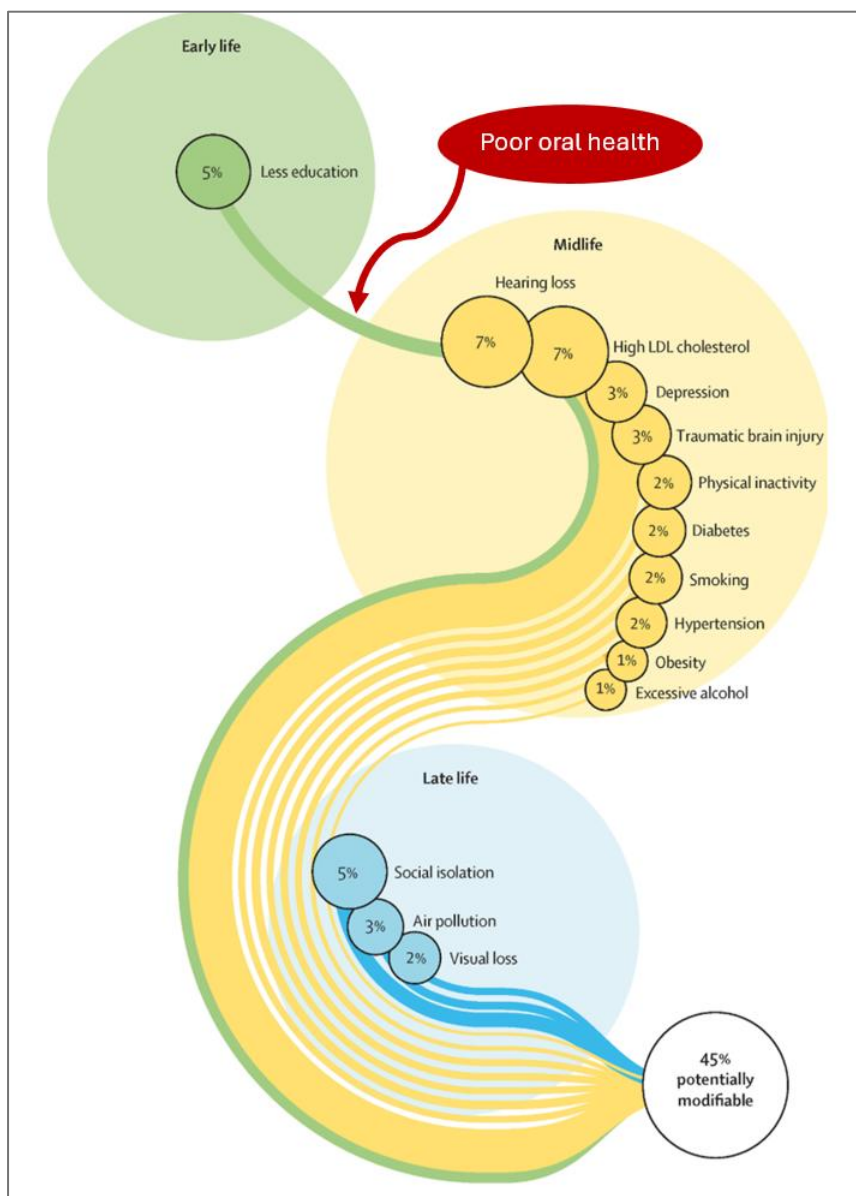 Early life
5%
Less education
Poor oral health
Midlife
Hearing loss
7%
7%
High LDL cholesterol
3%
Depression
3%
Traumatic brain injury
2%
Physical inactivity
2%
Diabetes
2%
Smoking
2%
Hypertension
1%
Obesity
1%
Excessive alcohol
Late life
5%
Social isolation
3%
Air pollution
2%
Visual loss
45%
potentially
modifiable